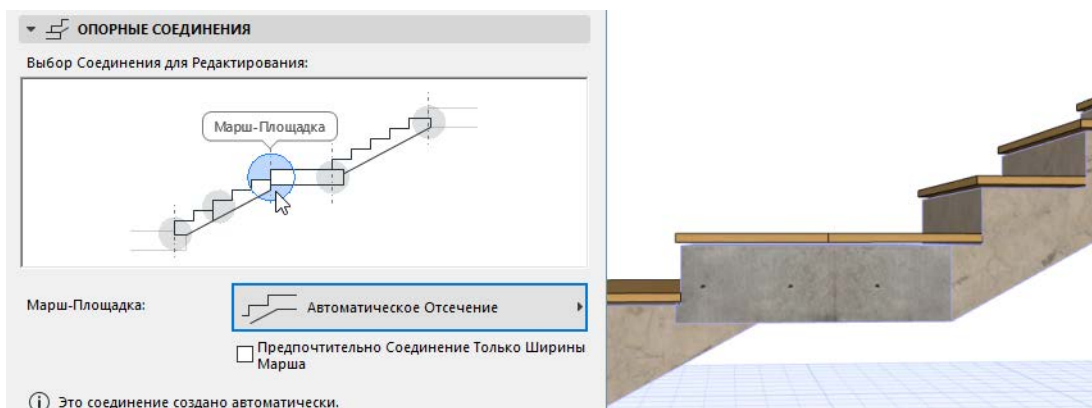 ОПОРНЫЕ СОЕДИНЕНИЯ
Выбор Соединения для Редактирования:
Марш-Площадка
Марш-Площадка:
Автоматическое Отсечение
Предпочтительно Соединение Только Ширины
Марша
Это соединение создано автоматически.